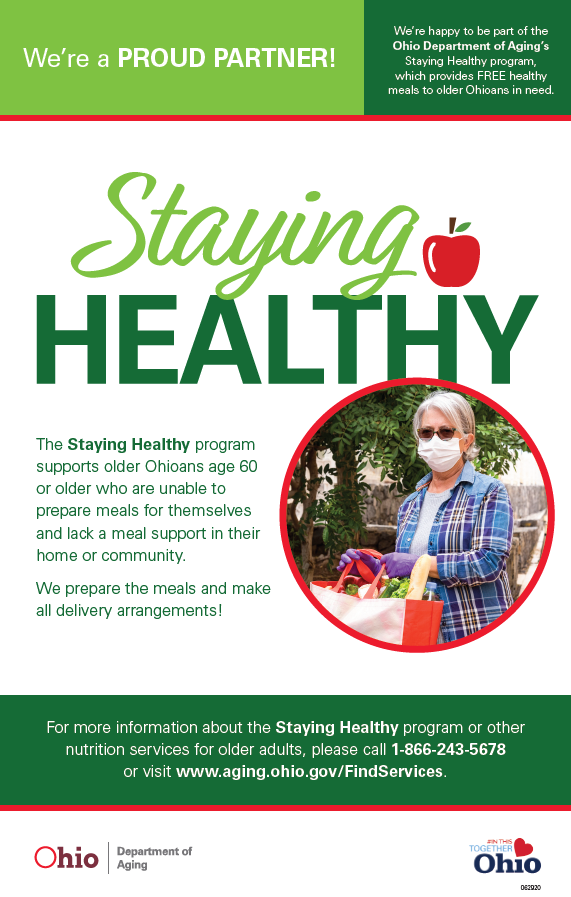 We're a PROUD PARTNER!
We're happy to be part of the
Ohio Department of Aging's
Staying Healthy program,
which provides FREE healthy
meals to older Ohioans in need.
Staying
HEALTHY
The Staying Healthy program
supports older Ohioans age 60
or older who are unable to
prepare meals for themselves
and lack a meal support in their
home or community.
We prepare the meals and make
all delivery arrangements!
For more information about the Staying Healthy program or other
nutrition services for older adults, please call 1-866-243-5678
or visit www.aging.ohio.gov/FindServices.
Ohio
Department of
Aging
#IN THIS
TOGETHER
Ohio
062920